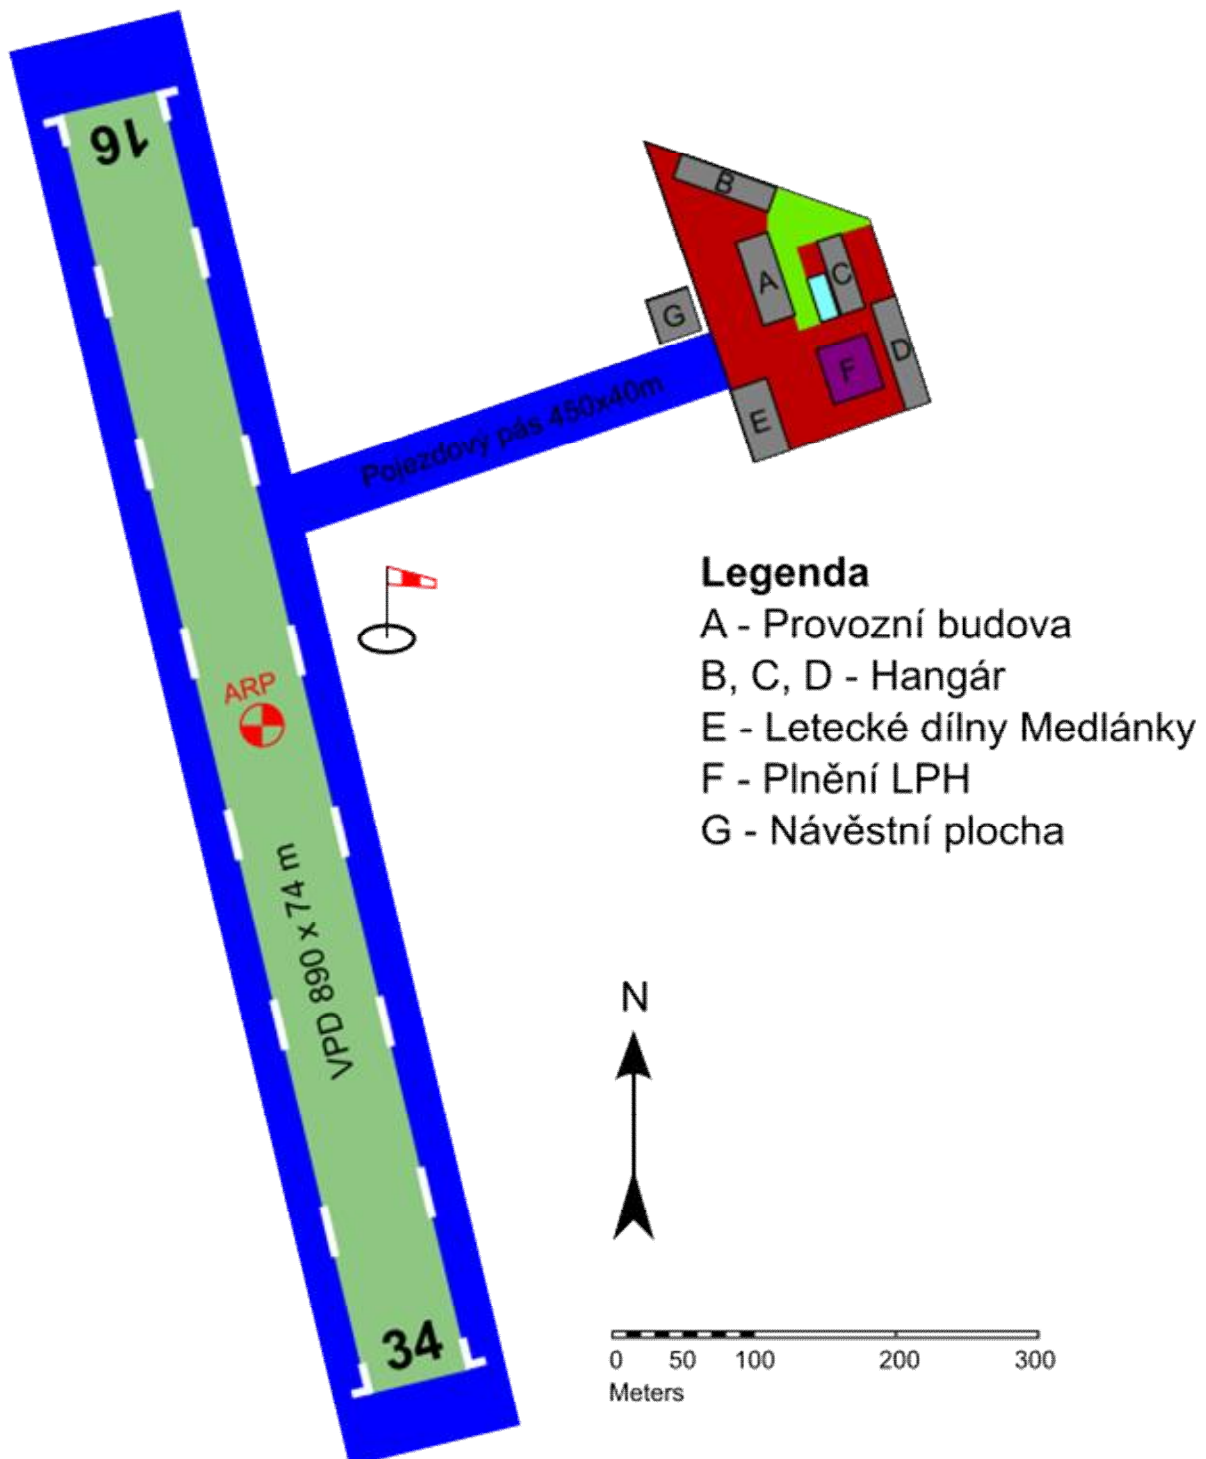 16
B
A
C
G
D
F
E
Pojezdový pás 450x40m
Legenda
A - Provozní budova
B, C, D - Hangár
E - Letecké dílny Medlánky
F - Plnění LPH
G - Návěstní plocha
ARP
VPD 890 x 74 m
N
34
0 50 100 200 300
Meters